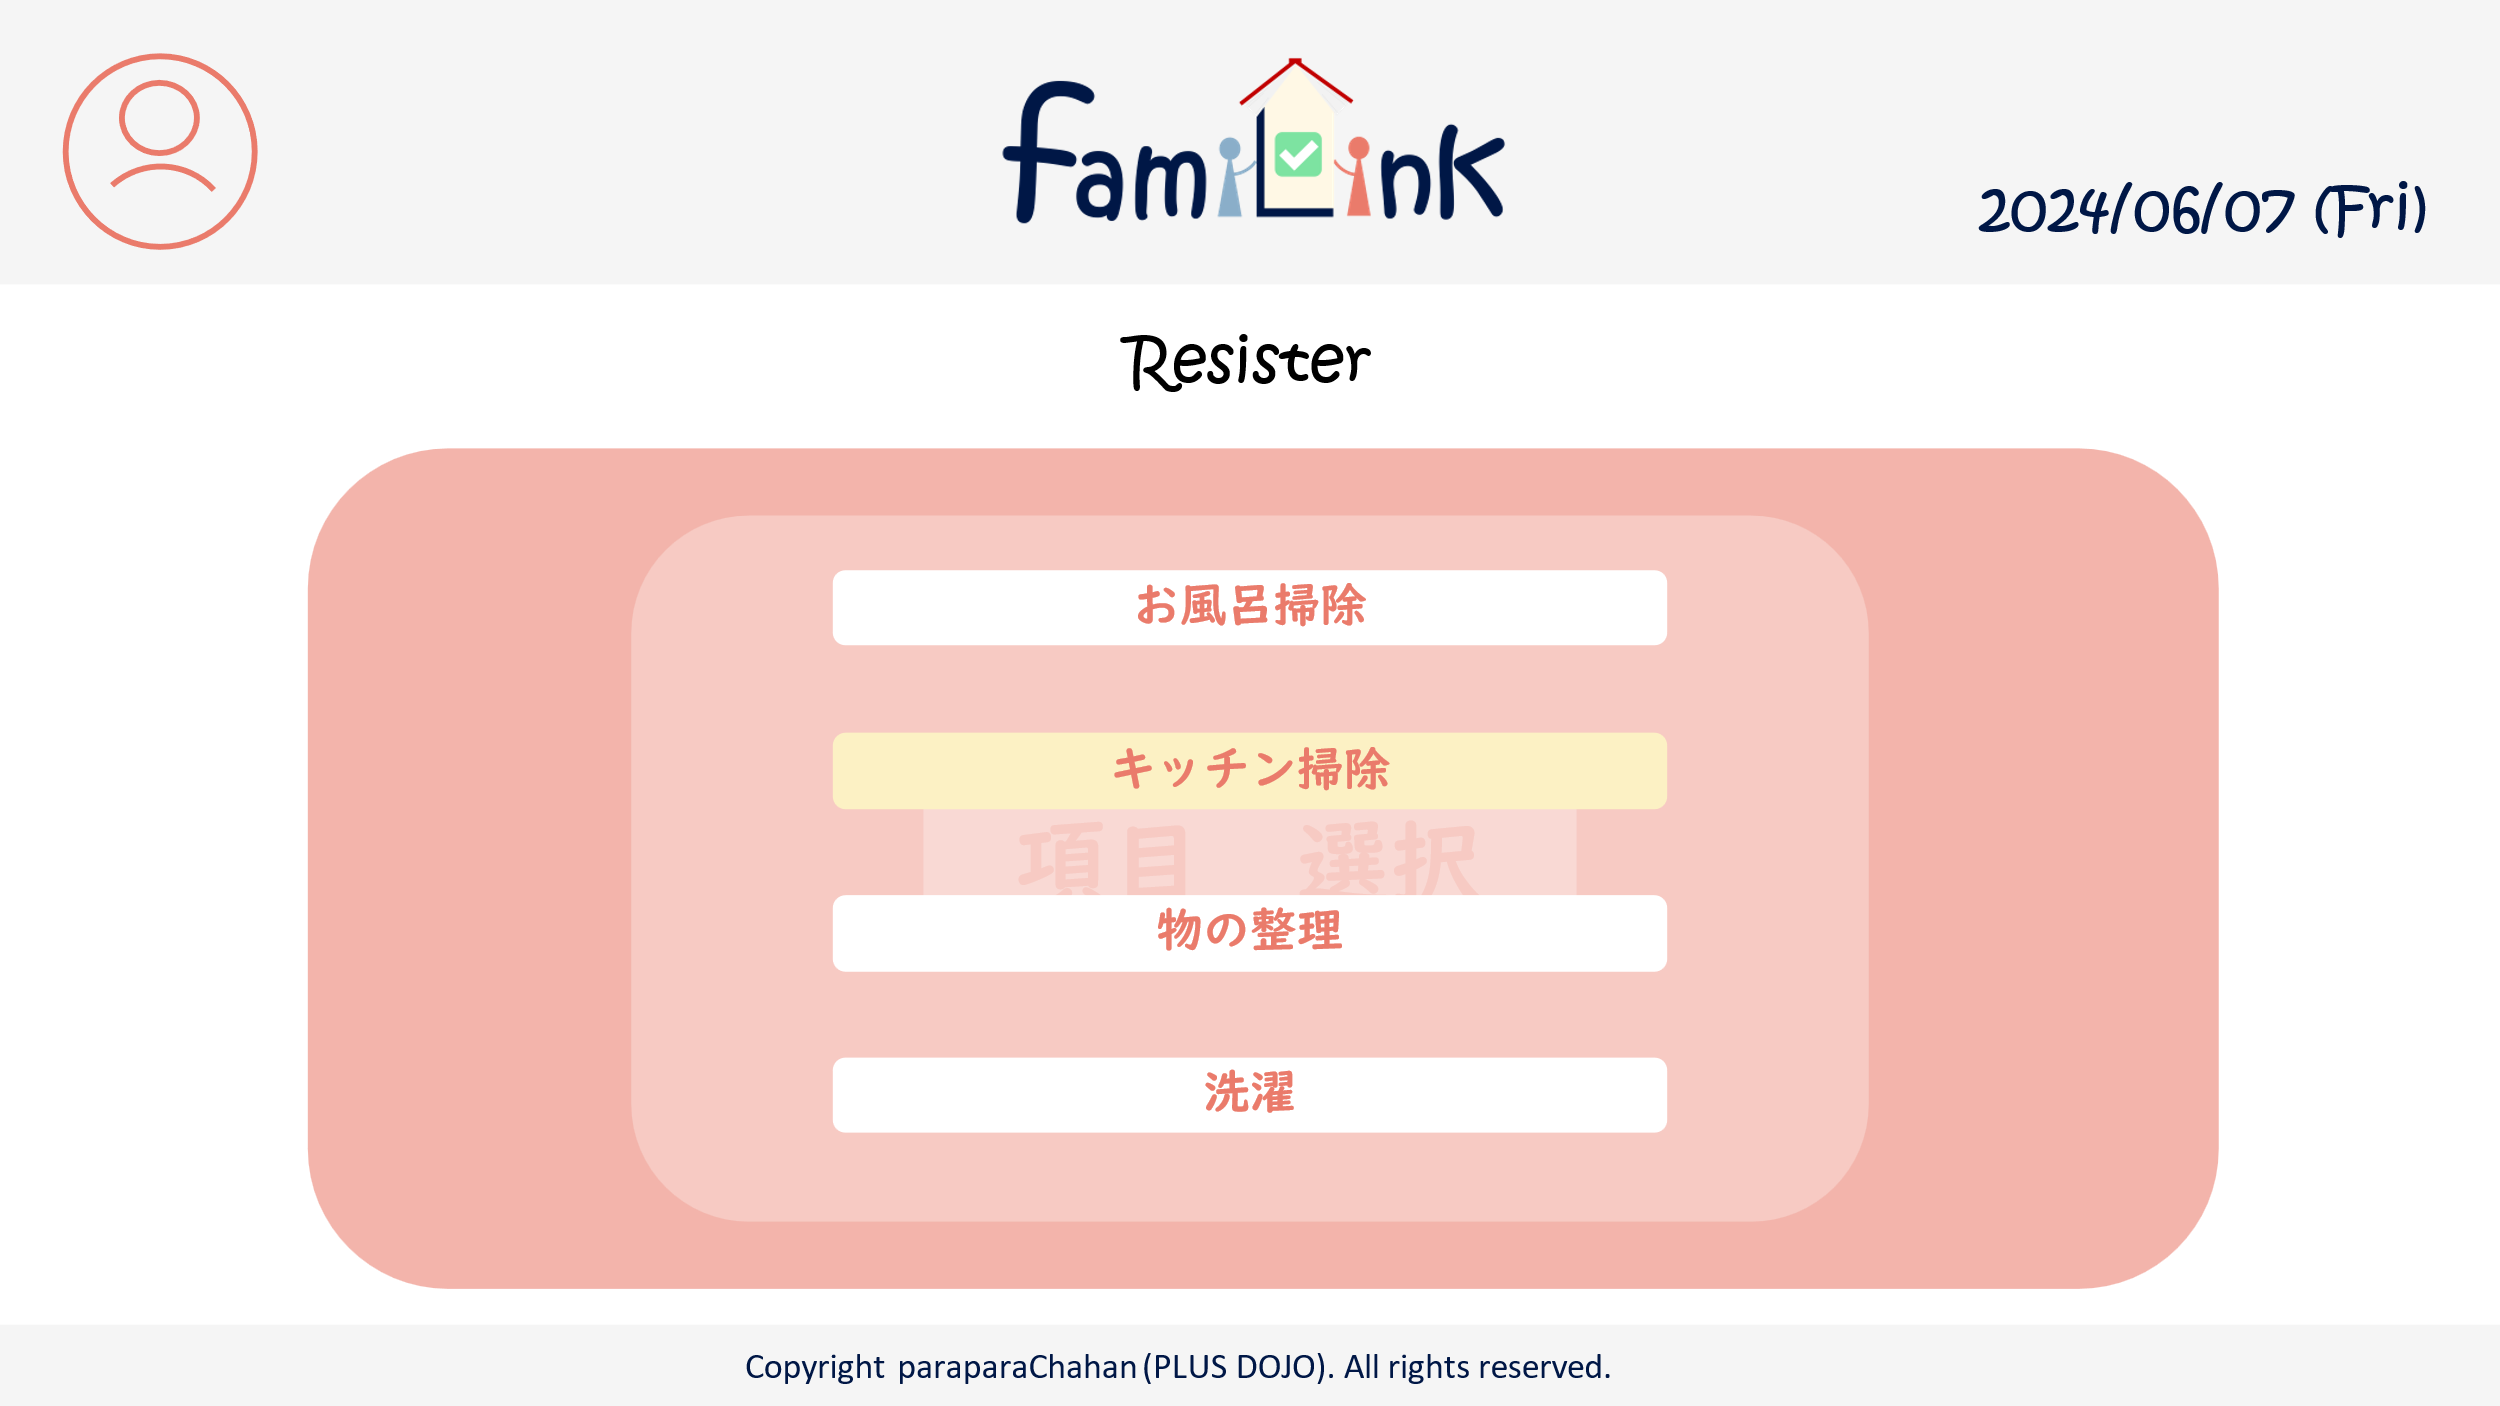 FamiLink
2024/06/07 (Fri)
Resister
お風呂掃除
キッチン掃除
項目 選択
物の整理
洗濯
Copyright paraparaChahan(PLUS DOJO). All rights reserved.